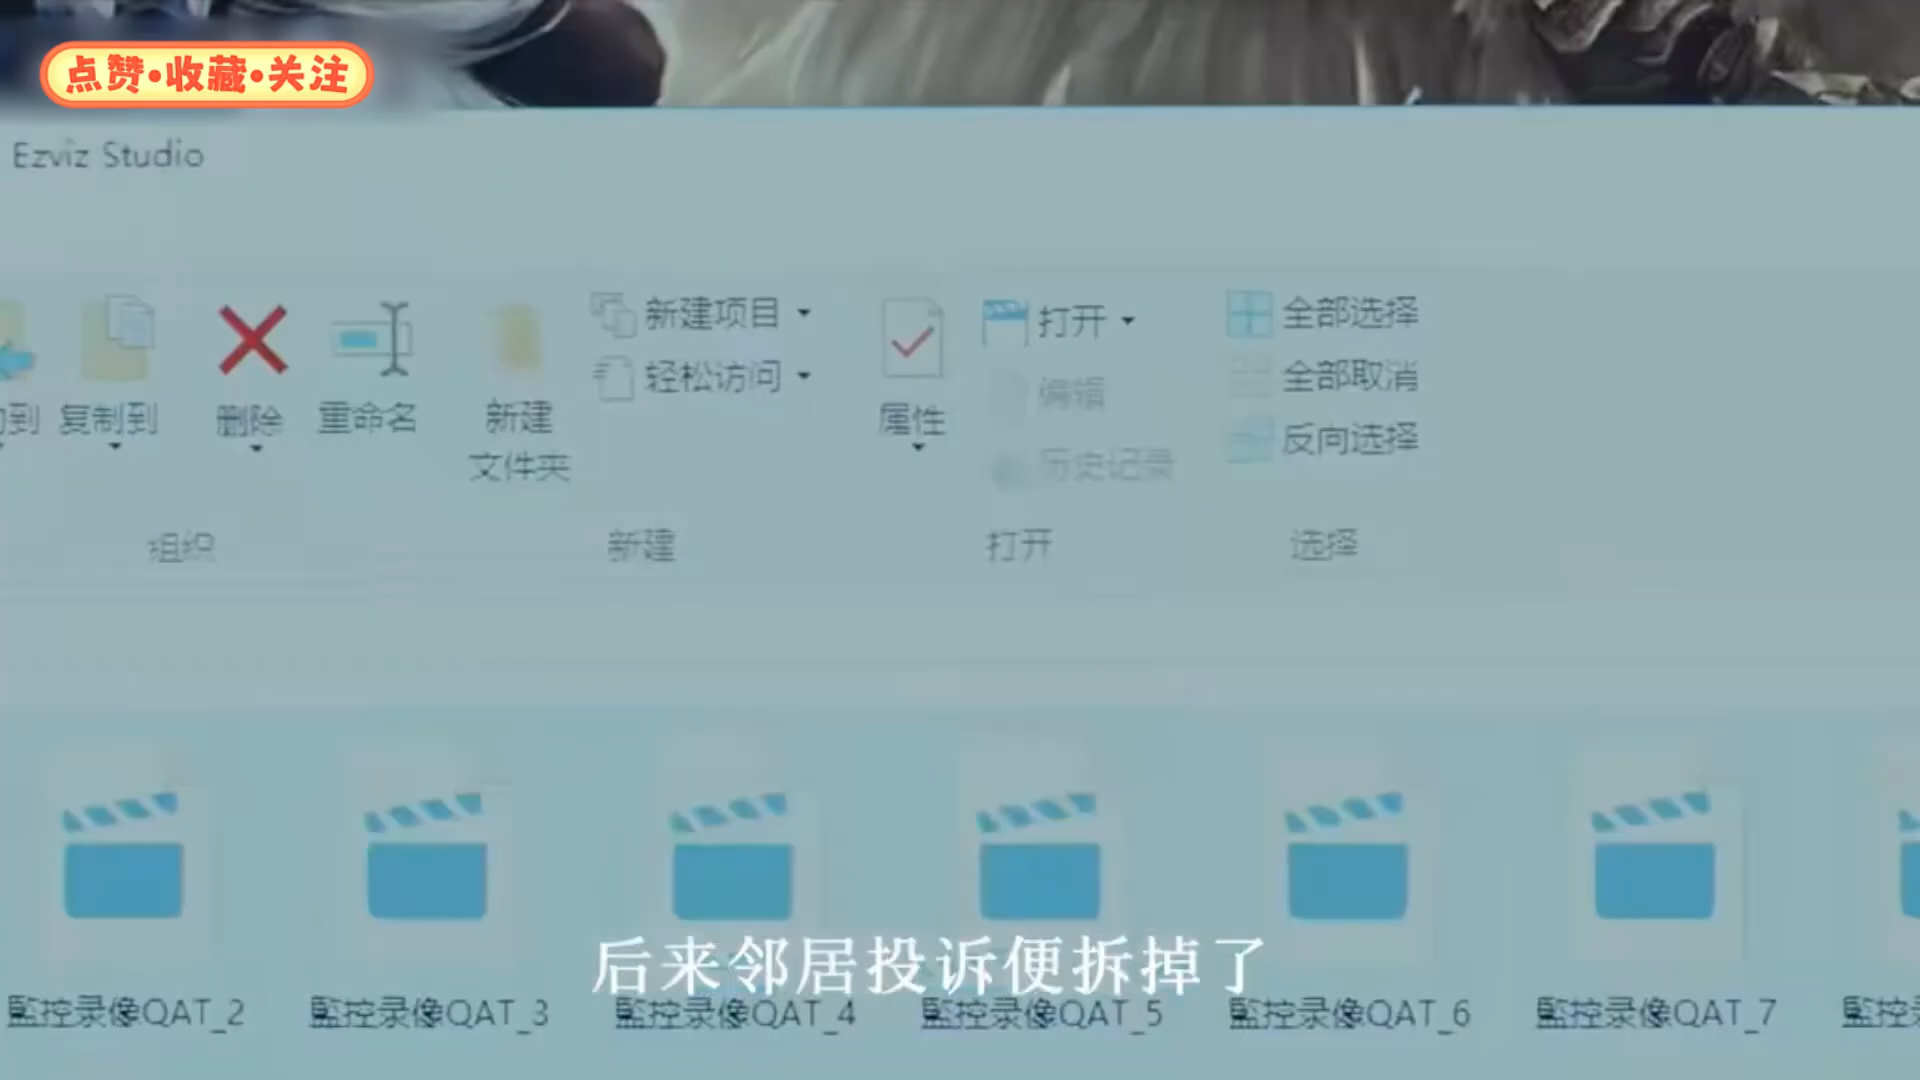 点赞·收藏·关注
Ezviz Studio
复制到
删除
重命名
新建
文件夹
新建项目
轻松访问
属性
打开
编辑
历史记录
全部选择
全部取消
反向选择
组织
新建
打开
选择
后来邻居投诉便拆掉了
監控录像QAT_2
監控录像QAT_3
監控录像QAT_4
監控录像QAT_5
監控录像QAT_6
監控录像QAT_7
監控